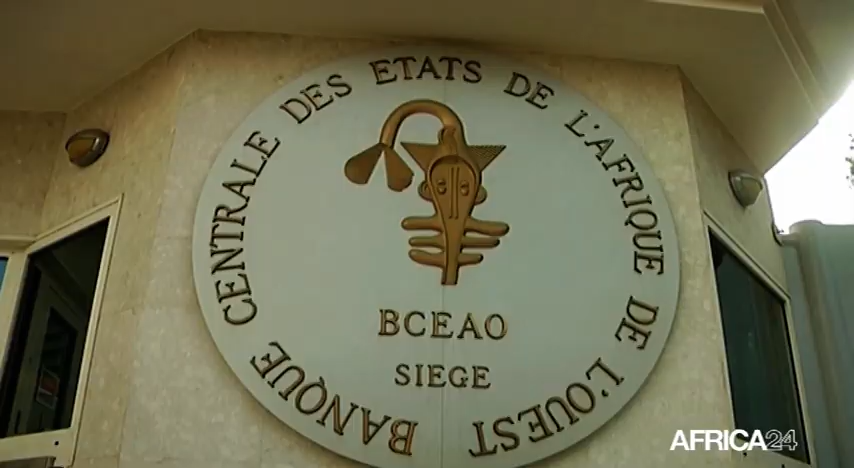 BANQUE CENTRALE DES ETATS DE L'AFRIQUE DE L'OUEST
BCEAO
SIEGE
AFRICA24